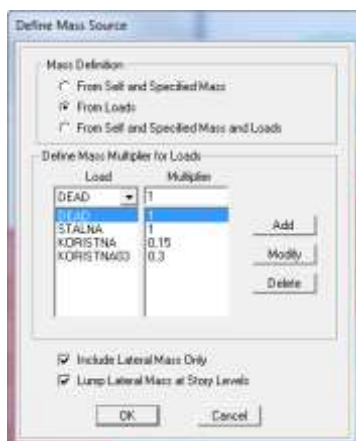 Define Mass Source
Mass Definition
From Self and Specified Mass
From Loads
From Self and Specified Mass and Loads
Define Mass Multiplier for Loads
Load Multiplier
DEAD 1
DEAD 1
STALNA 1
KORISTNA 0.15
KORISTNA03 0.3
Add
Modify
Delete
Include Lateral Mass Only
Lump Lateral Mass at Story Levels
OK Cancel